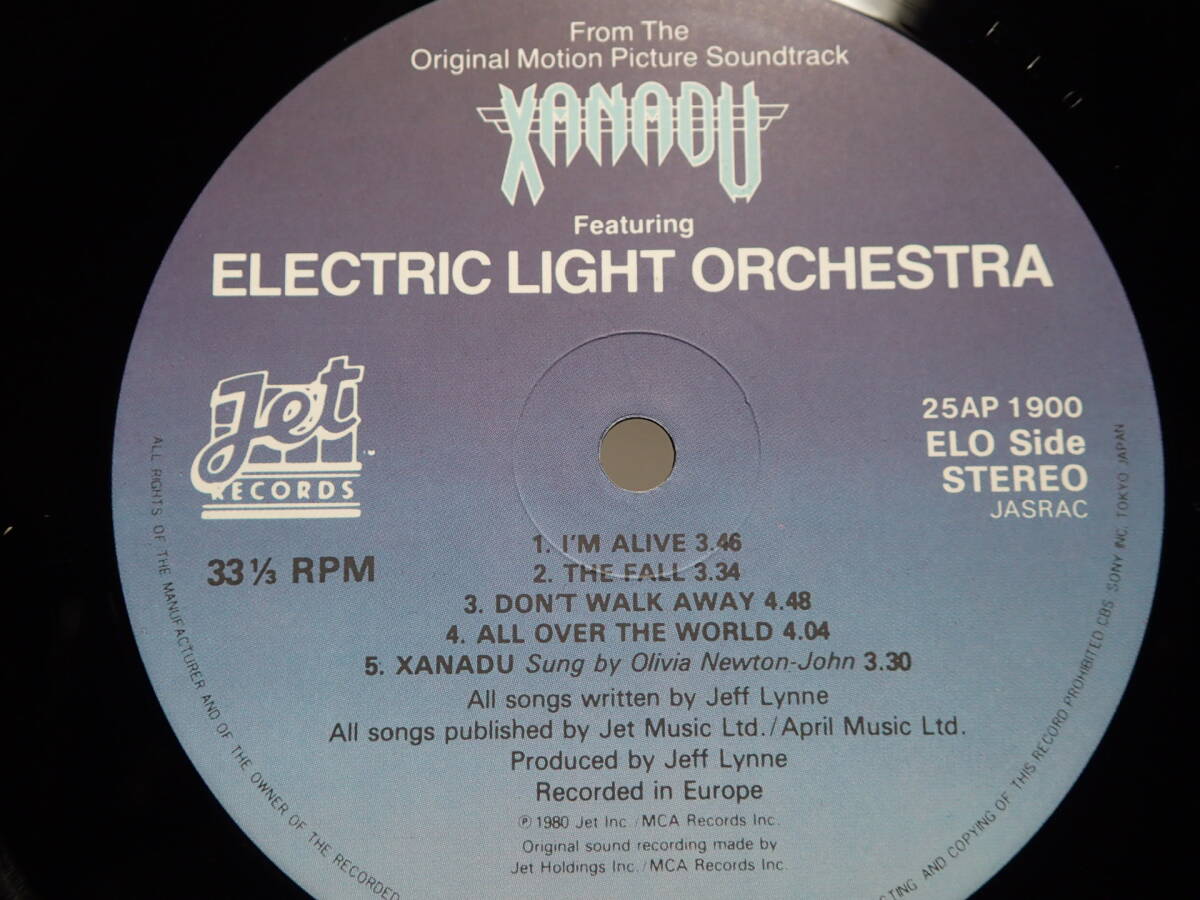 From The
Original Motion Picture Soundtrack
XANADU
Featuring
ELECTRIC LIGHT ORCHESTRA
Jet
RECORDS
25AP 1900
ELO Side
STEREO
JASRAC
33 1/3 RPM
1. I'M ALIVE 3.46
2. THE FALL 3.34
3. DON'T WALK AWAY 4.48
4. ALL OVER THE WORLD 4.04
5. XANADU Sung by Olivia Newton-John 3.30
All songs written by Jeff Lynne
All songs published by Jet Music Ltd./April Music Ltd.
Produced by Jeff Lynne
Recorded in Europe
℗ 1980 Jet Inc./MCA Records Inc.
Original sound recording made by
Jet Holdings Inc./MCA Records Inc.
ALL RIGHTS OF THE MANUFACTURER AND OF THE OWNER OF THE RECORDED
AND COPYING OF THIS RECORD PROHIBITED CBS SONY INC. TOKYO JAPAN